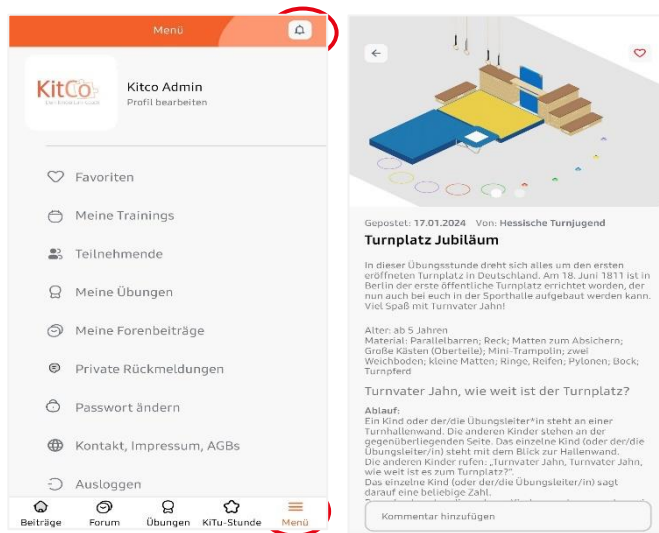 Menü
KitCo
Kitco Admin
Profil bearbeiten
Favoriten
Meine Trainings
Teilnehmende
Meine Übungen
Meine Forenbeiträge
Private Rückmeldungen
Passwort ändern
Kontakt, Impressum, AGBs
Ausloggen
Beiträge Forum Übungen KiTu-Stunde Menü
Gepostet: 17.01.2024 Von: Hessische Turnjugend
Turnplatz Jubiläum
In dieser Übungsstunde dreht sich alles um den ersten
eröffneten Turnplatz in Deutschland. Am 18. Juni 1811 ist in
Berlin der erste öffentliche Turnplatz errichtet worden, der
nun auch bei euch in der Sporthalle aufgebaut werden kann.
Viel Spaß mit Turnvater Jahn!
Alter: ab 5 Jahren
Material: Parallelbarren; Reck; Matten zum Absichern;
Große Kästen (Oberteile); Mini-Trampolin; zwei
Weichboden; kleine Matten; Ringe, Reifen; Pylonen; Bock;
Turnpferd
Turnvater Jahn, wie weit ist der Turnplatz?
Ablauf:
Ein Kind oder der/die Übungsleiter*in steht an einer
Turnhallenwand. Die anderen Kinder stehen an der
gegenüberliegenden Seite. Das einzelne Kind (oder der/die
Übungsleiter/in) steht mit dem Blick zur Hallenwand.
Die anderen Kinder rufen: „Turnvater Jahn, Turnvater Jahn,
wie weit ist es zum Turnplatz?“.
Das einzelne Kind (oder der/die Übungsleiter/in) sagt
darauf eine beliebige Zahl.
Kommentar hinzufügen